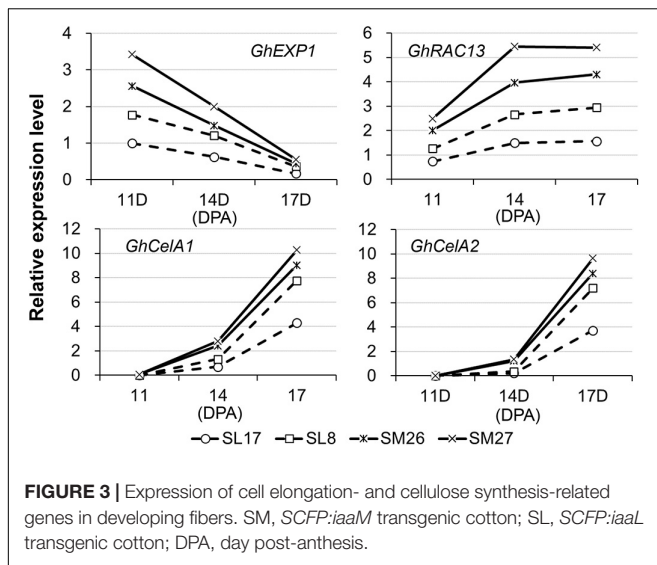 GhEXP1
GhRAC13
4
3
2
1
0
6
5
4
3
2
1
0
11D 14D 17D
(DPA)
11 14 17
(DPA)
Relative expression level
GhCelA1
GhCelA2
12
10
8
6
4
2
0
12
10
8
6
4
2
0
11 14 17
(DPA)
11D 14D 17D
(DPA)
SL17 SL8 SM26 SM27
FIGURE 3 | Expression of cell elongation- and cellulose synthesis-related
genes in developing fibers. SM, SCFP:iaaM transgenic cotton; SL, SCFP:iaaL
transgenic cotton; DPA, day post-anthesis.